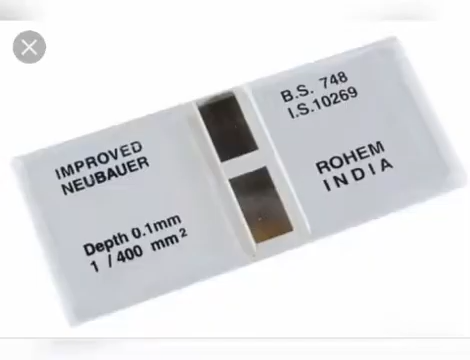 IMPROVED
NEUBAUER
Depth 0.1mm
1 / 400 mm²
B.S. 748
I.S.10269
ROHEM
INDIA